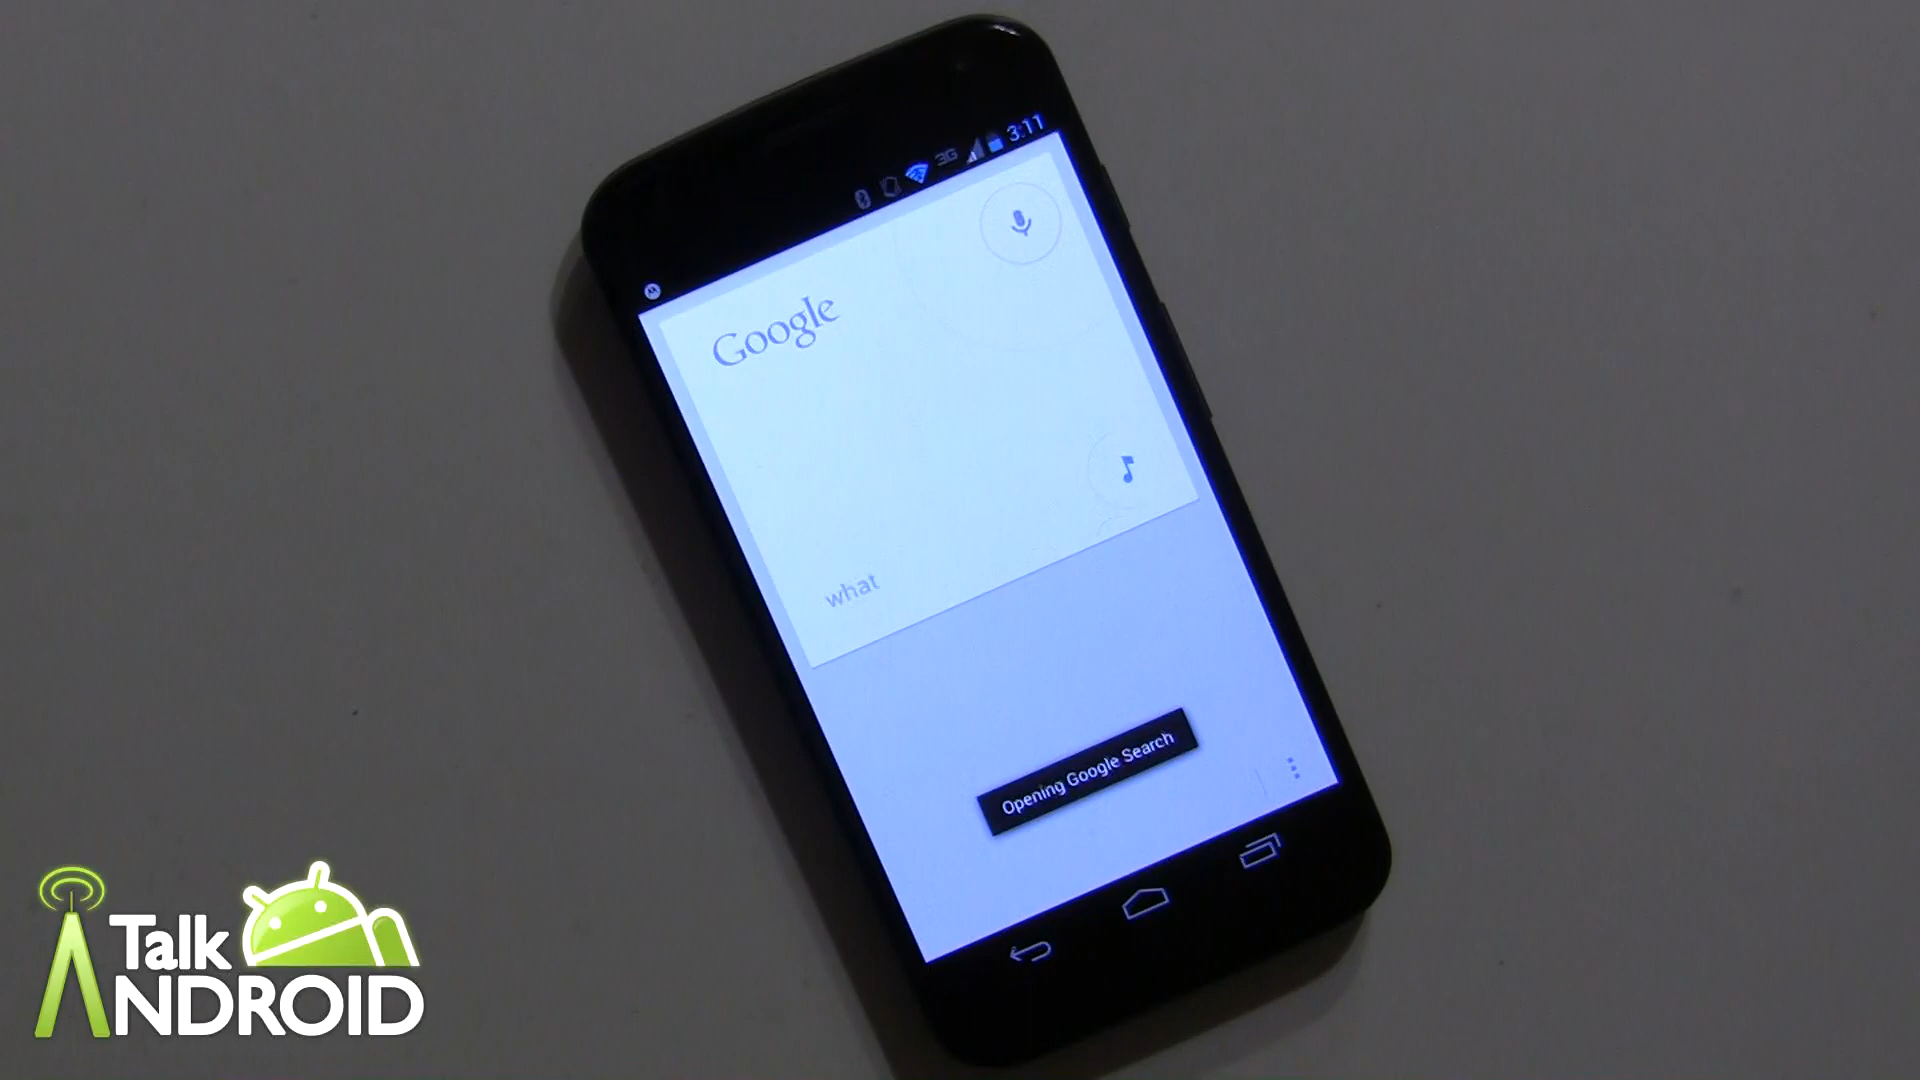 3G 3:11
Google
what
Opening Google Search
Talk
ANDROID